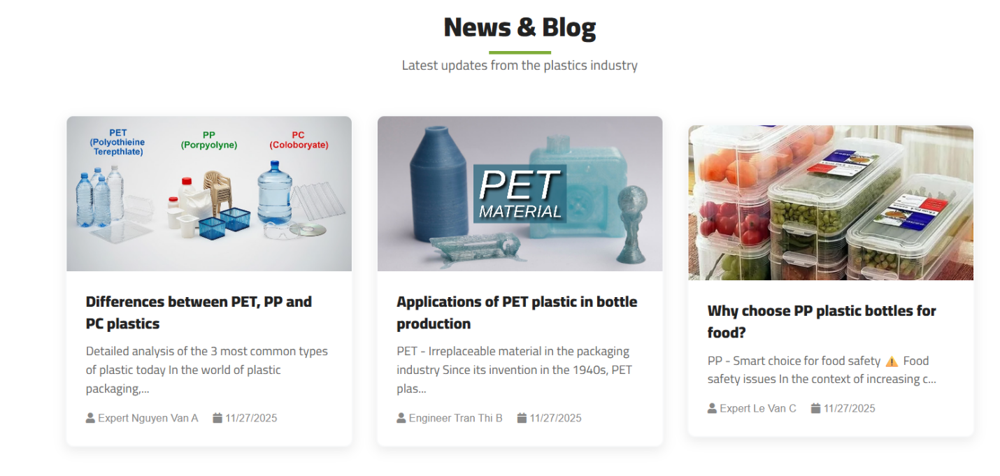 News & Blog
Latest updates from the plastics industry
PET
(Polyothieine
Terepthlate)
PP
(Porpyolyne)
PC
(Coloboryate)
Differences between PET, PP and
PC plastics
Detailed analysis of the 3 most common types
of plastic today In the world of plastic
packaging,...
Expert Nguyen Van A 11/27/2025
PET
MATERIAL
Applications of PET plastic in bottle
production
PET - Irreplaceable material in the packaging
industry Since its invention in the 1940s, PET
plas...
Engineer Tran Thi B 11/27/2025
Why choose PP plastic bottles for
food?
PP - Smart choice for food safety ⚠️ Food
safety issues In the context of increasing c...
Expert Le Van C 11/27/2025